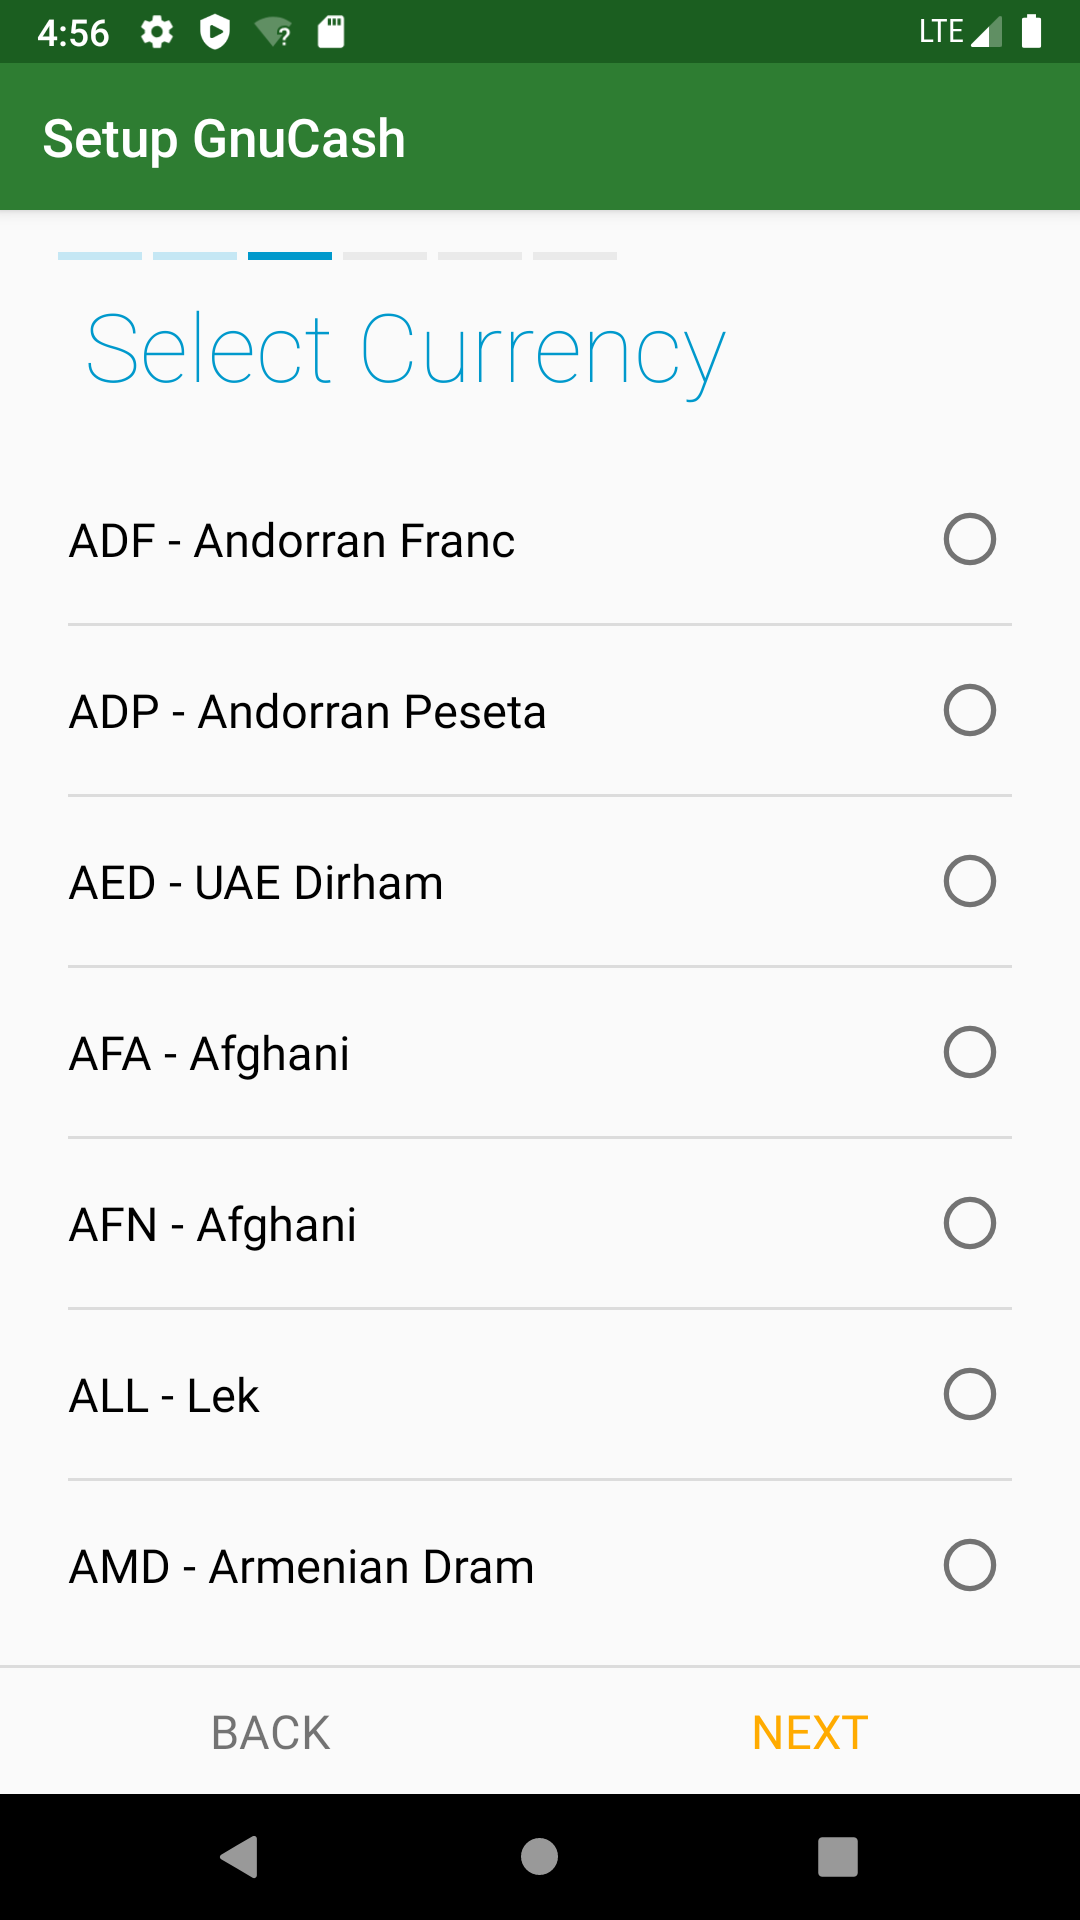 4:56
LTE
Setup GnuCash
Select Currency
ADF - Andorran Franc
ADP - Andorran Peseta
AED - UAE Dirham
AFA - Afghani
AFN - Afghani
ALL - Lek
AMD - Armenian Dram
BACK
NEXT